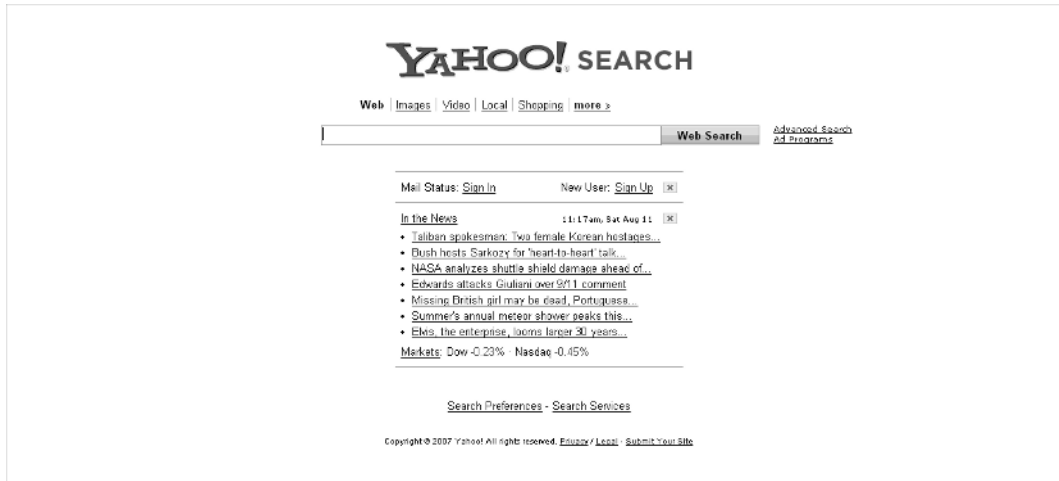 YAHOO! SEARCH
Web | Images | Video | Local | Shopping | more »
Web Search
Advanced Search
Ad Programs
Mail Status: Sign In New User: Sign Up
In the News 11:17am, Sat Aug 11
• Taliban spokesman: Two female Korean hostages...
• Bush hosts Sarkozy for 'heart-to-heart' talk...
• NASA analyzes shuttle shield damage ahead of...
• Edwards attacks Giuliani over 9/11 comment
• Missing British girl may be dead, Portuguese...
• Summer's annual meteor shower peaks this...
• Elvis, the enterprise, looms larger 30 years...
Markets: Dow -0.23% · Nasdaq -0.45%
Search Preferences - Search Services
Copyright © 2007 Yahoo! All rights reserved. Privacy / Legal - Submit Your Site